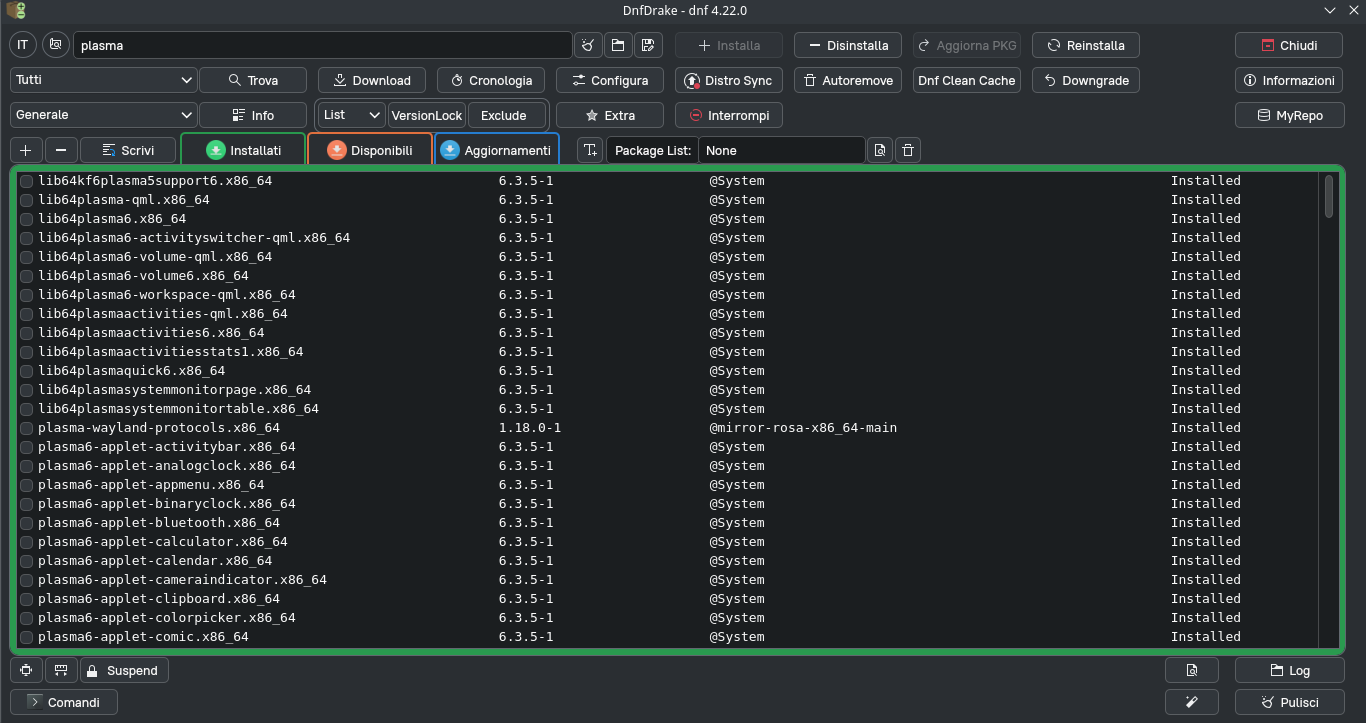 DnfDrake - dnf 4.22.0
IT plasma Installa Disinstalla Aggiorna PKG Reinstalla Chiudi
Tutti Trova Download Cronologia Configura Distro Sync Autoremove Dnf Clean Cache Downgrade Informazioni
Generale Info List VersionLock Exclude Extra Interrompi MyRepo
Scrivi Installati Disponibili Aggiornamenti Package List: None
lib64kf6plasma5support6.x86_64 6.3.5-1 @System Installed
lib64plasma-qml.x86_64 6.3.5-1 @System Installed
lib64plasma6.x86_64 6.3.5-1 @System Installed
lib64plasma6-activityswitcher-qml.x86_64 6.3.5-1 @System Installed
lib64plasma6-volume-qml.x86_64 6.3.5-1 @System Installed
lib64plasma6-volume6.x86_64 6.3.5-1 @System Installed
lib64plasma6-workspace-qml.x86_64 6.3.5-1 @System Installed
lib64plasmaactivities-qml.x86_64 6.3.5-1 @System Installed
lib64plasmaactivities6.x86_64 6.3.5-1 @System Installed
lib64plasmaactivitiesstats1.x86_64 6.3.5-1 @System Installed
lib64plasmaquick6.x86_64 6.3.5-1 @System Installed
lib64plasmasystemmonitorpage.x86_64 6.3.5-1 @System Installed
lib64plasmasystemmonitortable.x86_64 6.3.5-1 @System Installed
plasma-wayland-protocols.x86_64 1.18.0-1 @mirror-rosa-x86_64-main Installed
plasma6-applet-activitybar.x86_64 6.3.5-1 @System Installed
plasma6-applet-analogclock.x86_64 6.3.5-1 @System Installed
plasma6-applet-appmenu.x86_64 6.3.5-1 @System Installed
plasma6-applet-binaryclock.x86_64 6.3.5-1 @System Installed
plasma6-applet-bluetooth.x86_64 6.3.5-1 @System Installed
plasma6-applet-calculator.x86_64 6.3.5-1 @System Installed
plasma6-applet-calendar.x86_64 6.3.5-1 @System Installed
plasma6-applet-cameraindicator.x86_64 6.3.5-1 @System Installed
plasma6-applet-clipboard.x86_64 6.3.5-1 @System Installed
plasma6-applet-colorpicker.x86_64 6.3.5-1 @System Installed
plasma6-applet-comic.x86_64 6.3.5-1 @System Installed
Suspend Log
Comandi Pulisci